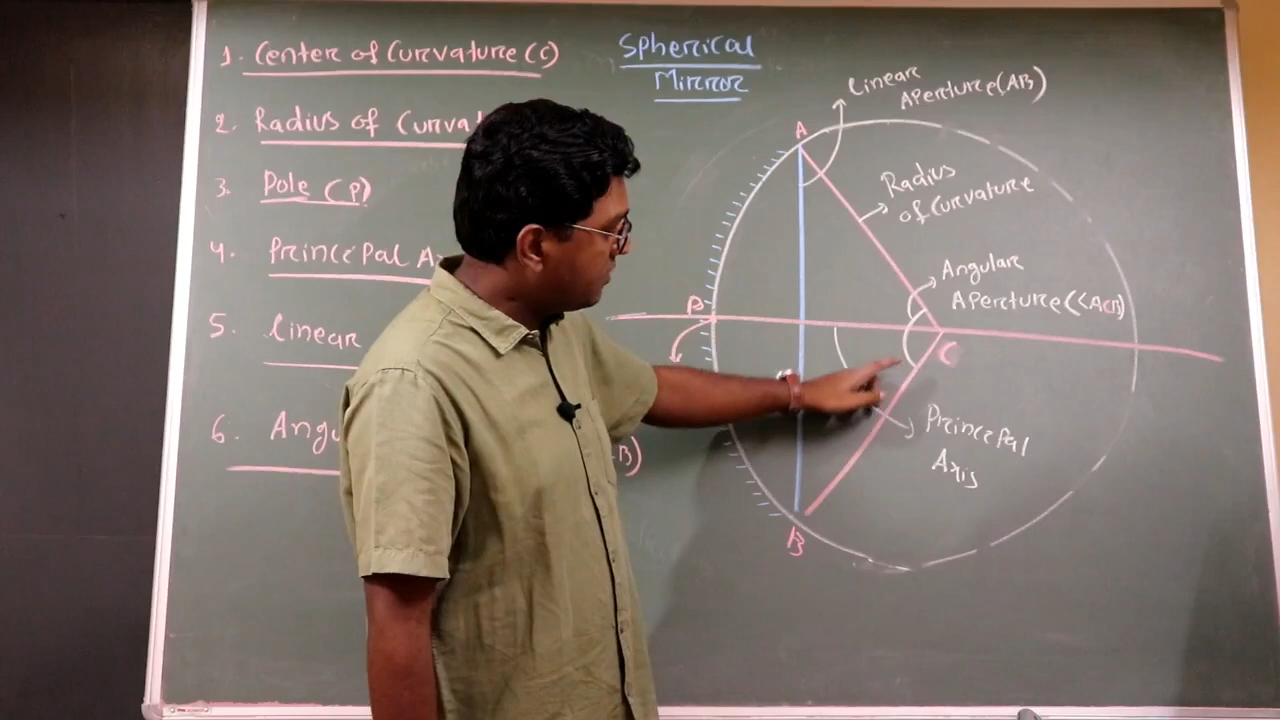 1. Center of Curvature (C)
Spherical
Mirror
2. Radius of Curvat
3. Pole (P)
4. Principal A
5. Linear
6. Angu
B)
Linear
Aperture (AB)
A
Radius
of Curvature
Angular
Aperture (<ACB)
P
C
Principal
Axis
B